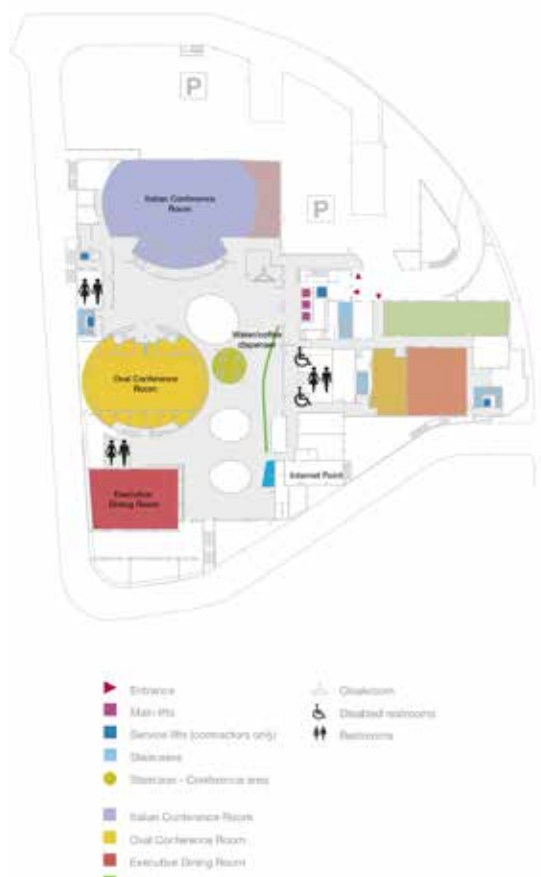 P
Italian Conference
Room
P
Water/coffee
dispenser
Oval Conference
Room
Internet Point
Executive
Dining Room
Entrance
Main lifts
Service lifts (contractors only)
Staircases
Staircase - Conference area
Italian Conference Room
Oval Conference Room
Executive Dining Room
Cloakroom
Disabled restrooms
Restrooms